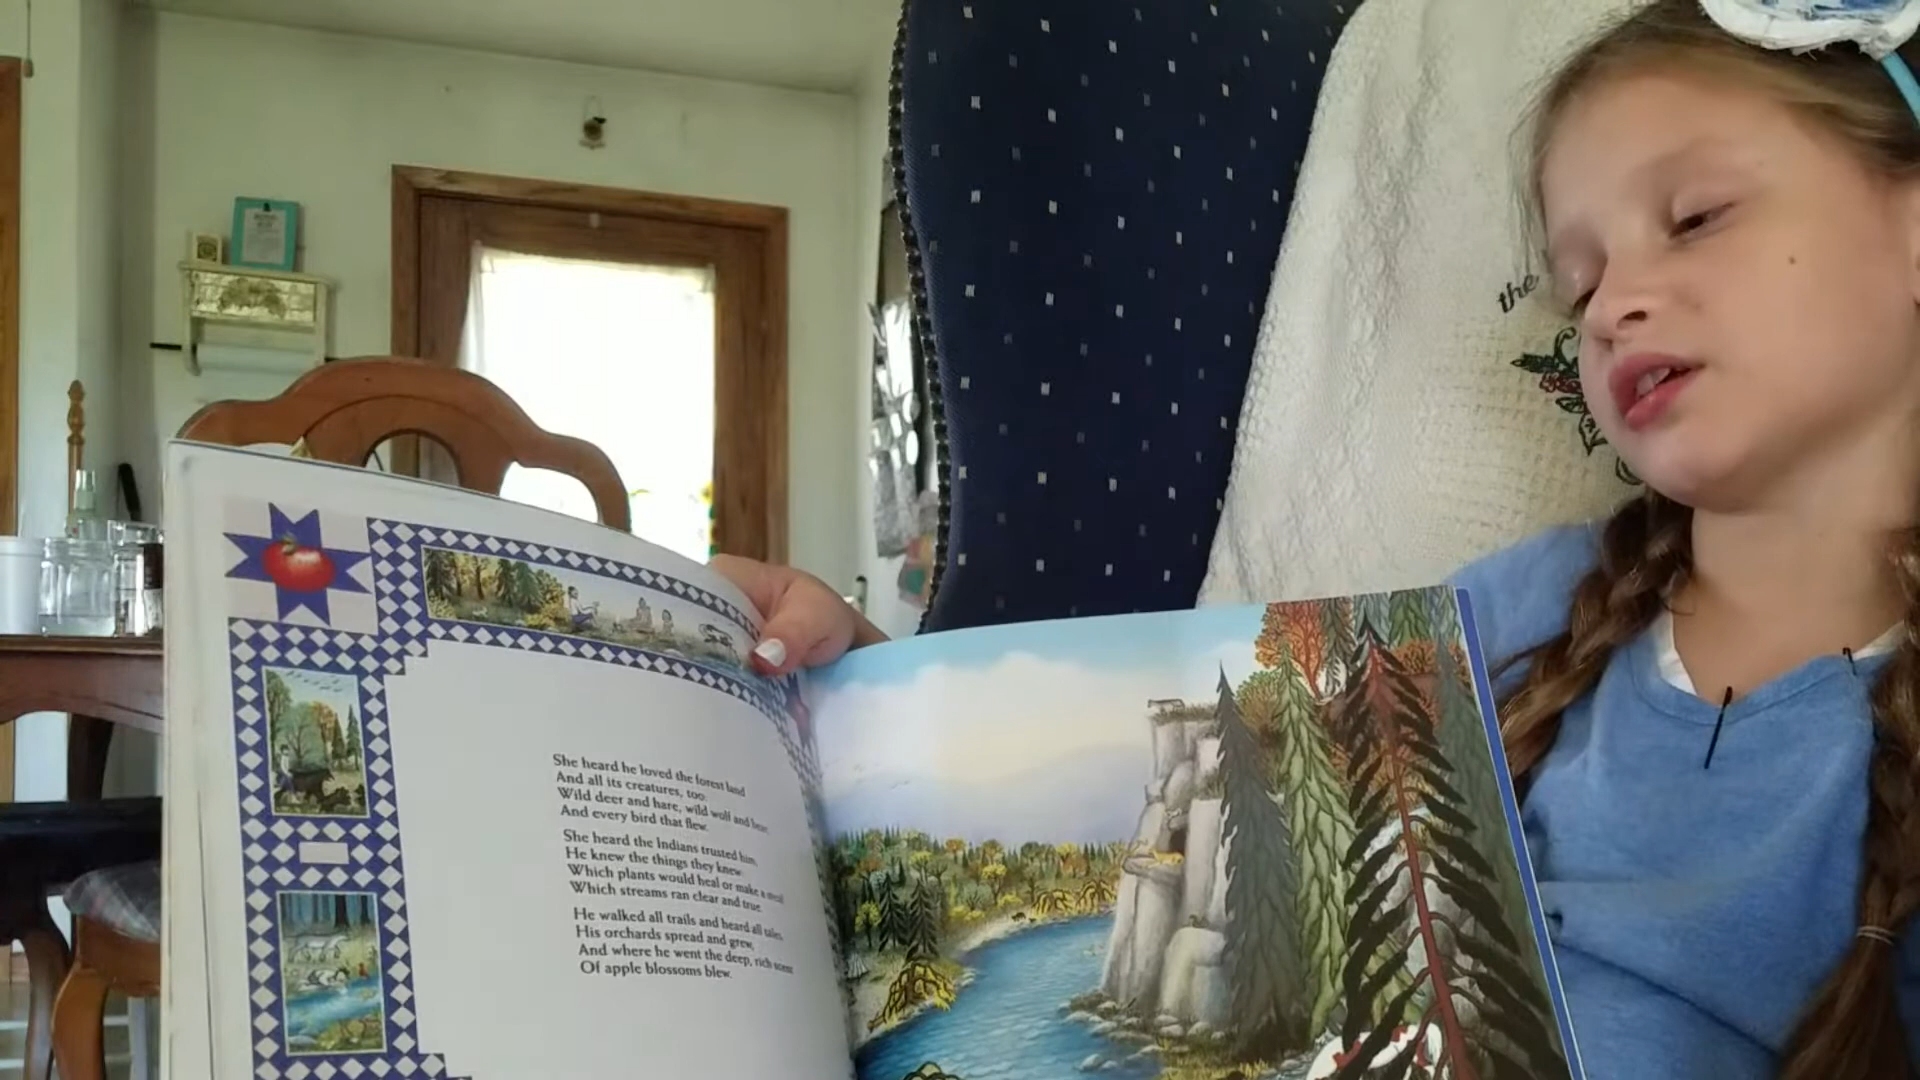 the
She heard he loved the forest land
And all its creatures, too:
Wild deer and hare, wild wolf and bear,
And every bird that flew.
She heard the Indians trusted him,
He knew the things they knew:
Which plants would heal or make a meal
Which streams ran clear and true.
He walked all trails and heard all tales,
His orchards spread and grew,
And where he went the deep, rich scent
Of apple blossoms blew.